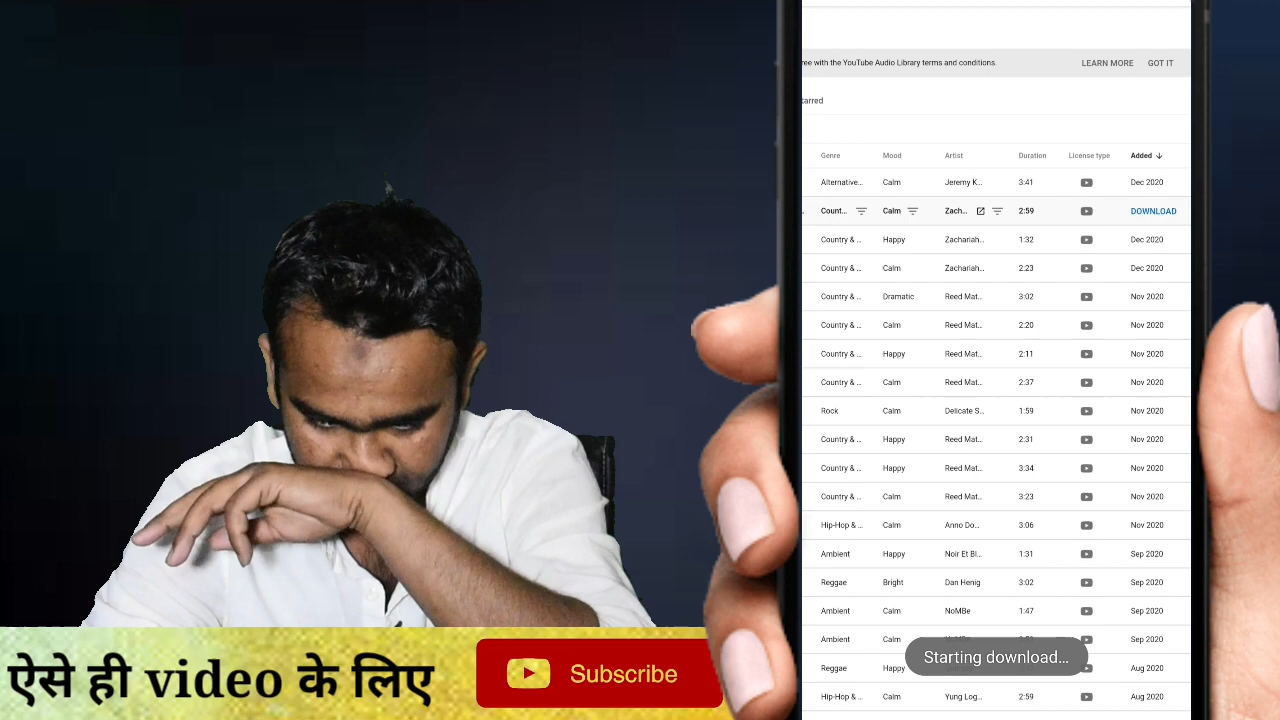 ree with the YouTube Audio Library terms and conditions. LEARN MORE GOT IT
tarred
Genre Mood Artist Duration License type Added
Alternative... Calm Jeremy K... 3:41 Dec 2020
Count... Calm Zach... 2:59 DOWNLOAD
Country & ... Happy Zachariah... 1:32 Dec 2020
Country & ... Calm Zachariah... 2:23 Dec 2020
Country & ... Dramatic Reed Mat... 3:02 Nov 2020
Country & ... Calm Reed Mat... 2:20 Nov 2020
Country & ... Happy Reed Mat... 2:11 Nov 2020
Country & ... Calm Reed Mat... 2:37 Nov 2020
Rock Calm Delicate S... 1:59 Nov 2020
Country & ... Happy Reed Mat... 2:31 Nov 2020
Country & ... Happy Reed Mat... 3:34 Nov 2020
Country & ... Calm Reed Mat... 3:23 Nov 2020
Hip-Hop & ... Calm Anno Do... 3:06 Nov 2020
Ambient Happy Noir Et Bl... 1:31 Sep 2020
Reggae Bright Dan Henig 3:02 Sep 2020
Ambient Calm NoMBe 1:47 Sep 2020
Ambient Calm Sep 2020
Starting download...
Reggae Happy Aug 2020
Hip-Hop & ... Calm Yung Log... 2:59 Aug 2020
ऐसे ही video के लिए
Subscribe